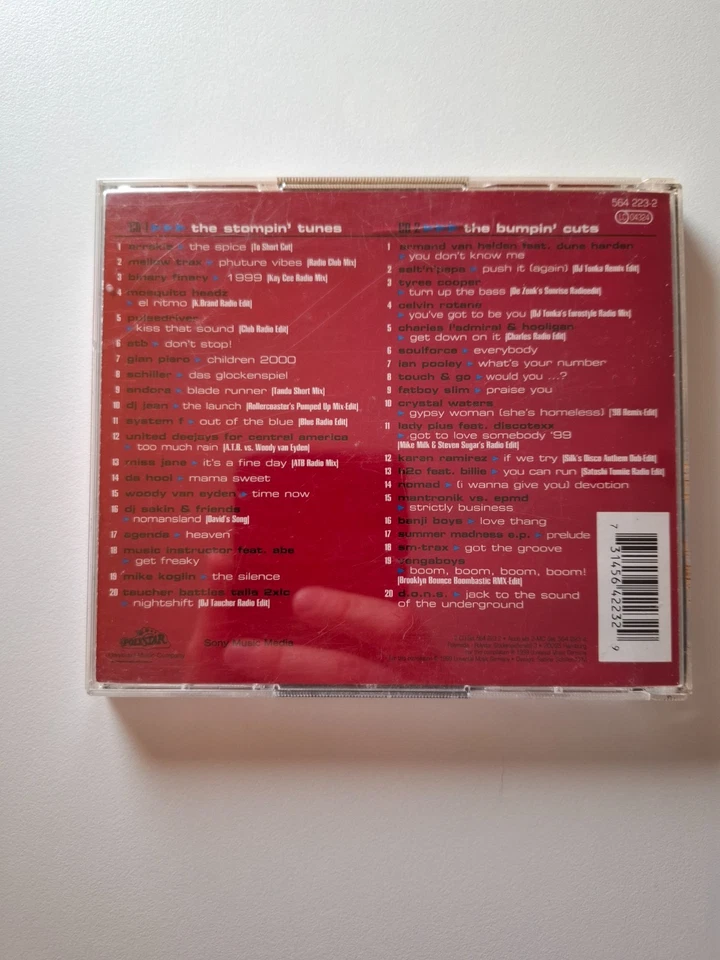 564 223-2
LC 04324
CD 1 the stompin' tunes
1 arrakis the spice [To Short Cut]
2 mellow trax phuture vibes [Radio Club Mix]
3 binary finary 1999 [Kay Cee Radio Mix]
4 mosquito headz
el ritmo [K.Brand Radio Edit]
5 pulsedriver
kiss that sound [Club Radio Edit]
6 atb don't stop!
7 glen piero children 2000
8 schiller das glockenspiel
9 andora blade runner [Tandu Short Mix]
10 dj jean the launch [Rollercoaster's Pumped Up Mix-Edit]
11 system f out of the blue [Blue Radio Edit]
12 united deejays for central america
too much rain [A.T.B. vs. Woody van Eyden]
13 miss jane it's a fine day [ATB Radio Mix]
14 da hool mama sweet
15 woody van eyden time now
16 dj sakin & friends
nomansland [David's Song]
17 agenda heaven
18 music instructor feat. abe
get freaky
19 mike koglin the silence
20 taucher battles talla 2xlc
nightshift [DJ Taucher Radio Edit]
CD 2 the bumpin' cuts
1 armand van helden feat. duane harden
you don't know me
2 salt'n'pepa push it (again) [DJ Tonka Remix Edit]
3 tyree cooper
turn up the bass [De Zonk's Sunrise Radioedit]
4 calvin rotane
you've got to be you [DJ Tonka's Eurostyle Radio Mix]
5 charles l'admiral & hooligan
get down on it [Charles Radio Edit]
6 soulforce everybody
7 ian pooley what's your number
8 touch & go would you ...?
9 fatboy slim praise you
10 crystal waters
gypsy woman (she's homeless) ['98 Remix-Edit]
11 lady plus feat. discotexx
got to love somebody '99
[Mike Milk & Steven Sugar's Radio Edit]
12 karen ramirez if we try [Silk's Disco Anthem Dub Edit]
13 h2c feat. billie you can run [Satoshi Tomiie Radio Edit]
14 nomad (i wanna give you) devotion
15 mantronik vs. epmd
strictly business
16 benji boys love thang
17 summer madness e.p. prelude
18 am-trax got the groove
19 vengaboys
boom, boom, boom, boom!
[Brooklyn Bounce Boombastic RMX-Edit]
20 d.o.n.s. jack to the sound
of the underground
POLYSTAR
Sony Music Media
7 31456 42232 9